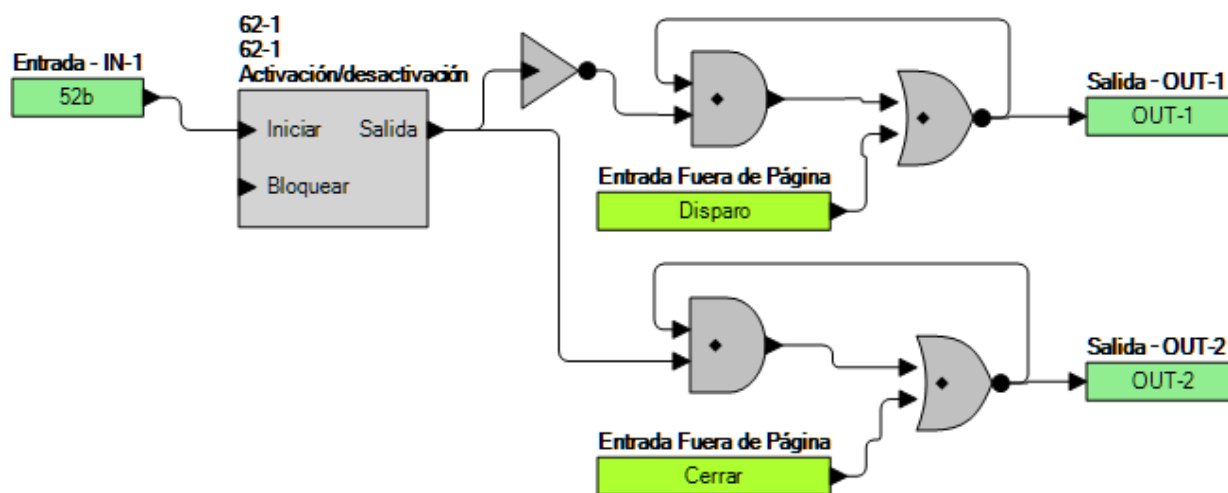 62-1
62-1
Activación/desactivación
Entrada - IN-1
52b
Iniciar
Salida
Bloquear
Entrada Fuera de Página
Disparo
Salida - OUT-1
OUT-1
Entrada Fuera de Página
Cerrar
Salida - OUT-2
OUT-2